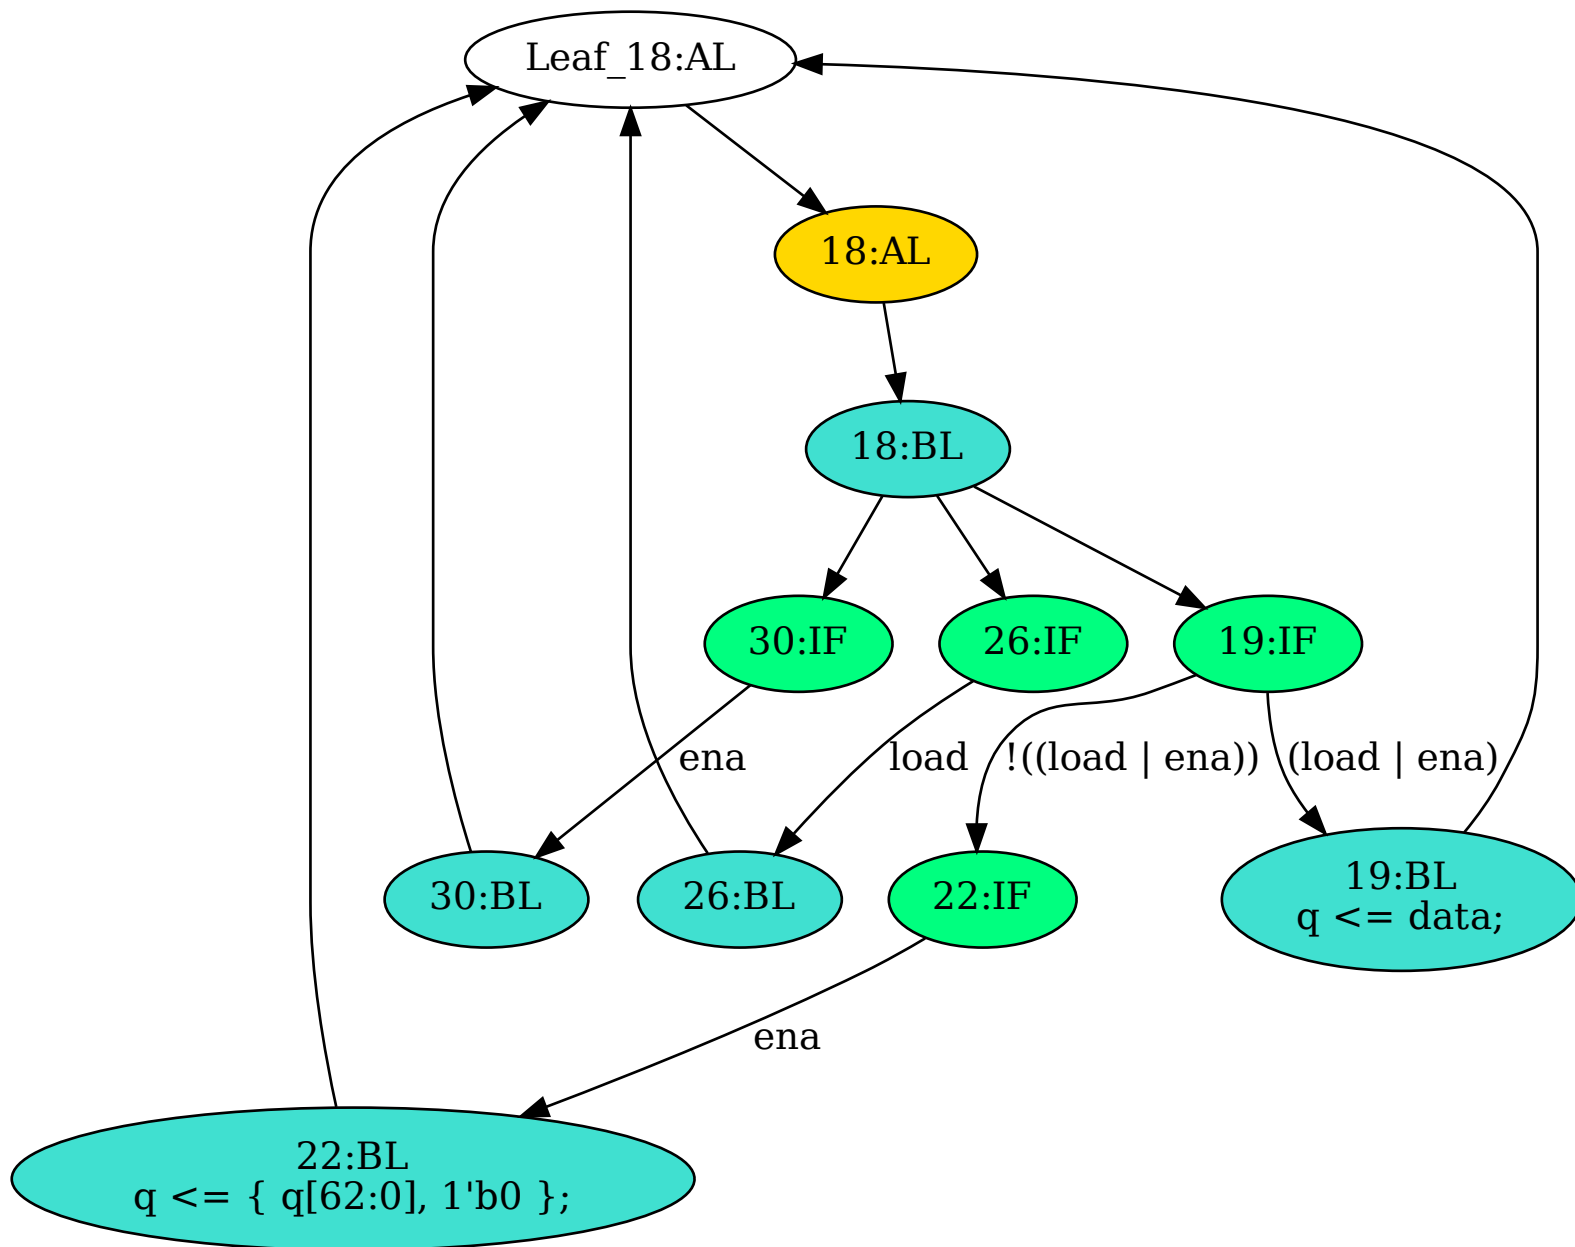 Leaf_18:AL
18:AL
18:BL
30:IF
26:IF
19:IF
ena
load
!((load | ena))
(load | ena)
30:BL
26:BL
22:IF
19:BL
q <= data;
ena
22:BL
q <= { q[62:0], 1'b0 };